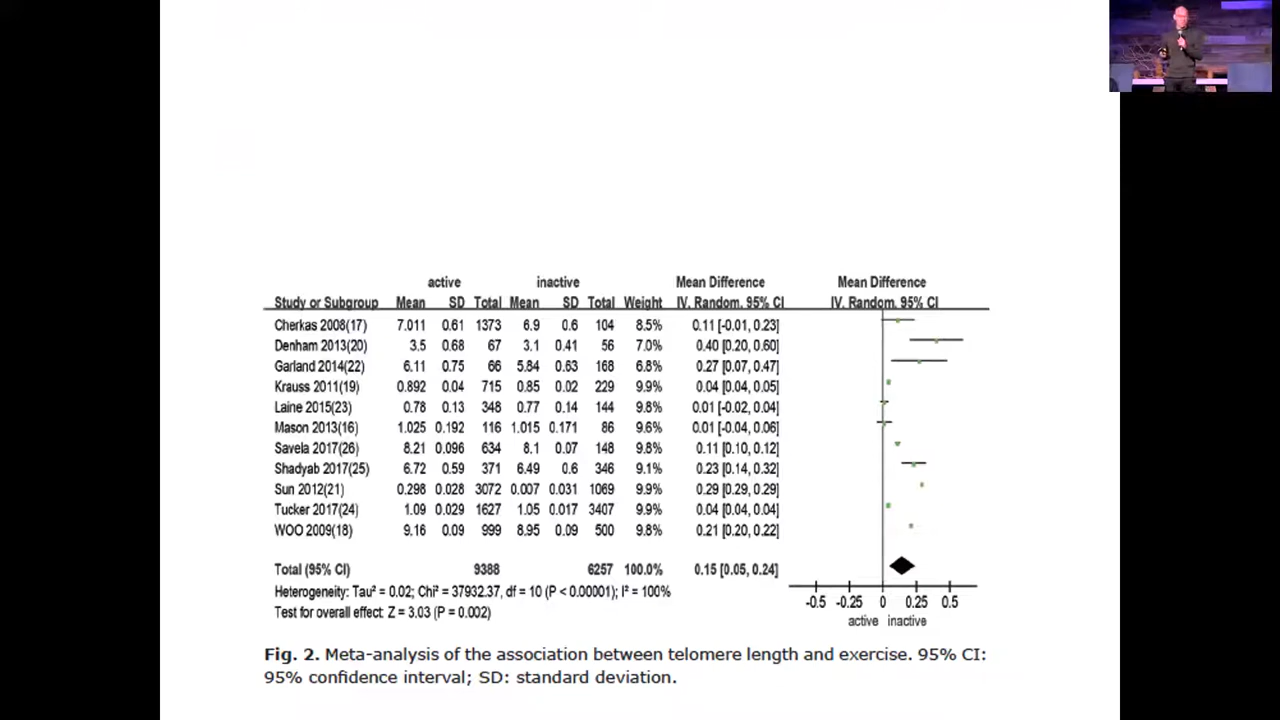 active inactive Mean Difference Mean Difference
Study or Subgroup Mean SD Total Mean SD Total Weight IV, Random, 95% CI IV, Random, 95% CI
Cherkas 2008(17) 7.011 0.61 1373 6.9 0.6 104 8.5% 0.11 [-0.01, 0.23]
Denham 2013(20) 3.5 0.68 67 3.1 0.41 56 7.0% 0.40 [0.20, 0.60]
Garland 2014(22) 6.11 0.75 66 5.84 0.63 168 6.8% 0.27 [0.07, 0.47]
Krauss 2011(19) 0.892 0.04 715 0.85 0.02 229 9.9% 0.04 [0.04, 0.05]
Laine 2015(23) 0.78 0.13 348 0.77 0.14 144 9.8% 0.01 [-0.02, 0.04]
Mason 2013(16) 1.025 0.192 116 1.015 0.171 86 9.6% 0.01 [-0.04, 0.06]
Savela 2017(26) 8.21 0.096 634 8.1 0.07 148 9.8% 0.11 [0.10, 0.12]
Shadyab 2017(25) 6.72 0.59 371 6.49 0.6 346 9.1% 0.23 [0.14, 0.32]
Sun 2012(21) 0.298 0.028 3072 0.007 0.031 1069 9.9% 0.29 [0.29, 0.29]
Tucker 2017(24) 1.09 0.029 1627 1.05 0.017 3407 9.9% 0.04 [0.04, 0.04]
WOO 2009(18) 9.16 0.09 999 8.95 0.09 500 9.8% 0.21 [0.20, 0.22]
Total (95% CI) 9388 6257 100.0% 0.15 [0.05, 0.24]
Heterogeneity: Tau² = 0.02; Chi² = 37932.37, df = 10 (P < 0.00001); I² = 100%
Test for overall effect: Z = 3.03 (P = 0.002)
-0.5 -0.25 0 0.25 0.5
active inactive
Fig. 2. Meta-analysis of the association between telomere length and exercise. 95% CI:
95% confidence interval; SD: standard deviation.